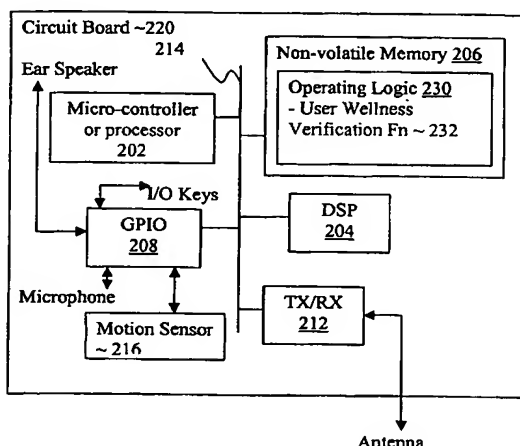 Circuit Board ~220
214
Ear Speaker
Micro-controller
or processor
202
Non-volatile Memory 206
Operating Logic 230
- User Wellness
Verification Fn ~ 232
I/O Keys
GPIO
208
DSP
204
Microphone
Motion Sensor
~ 216
TX/RX
212
Antenna